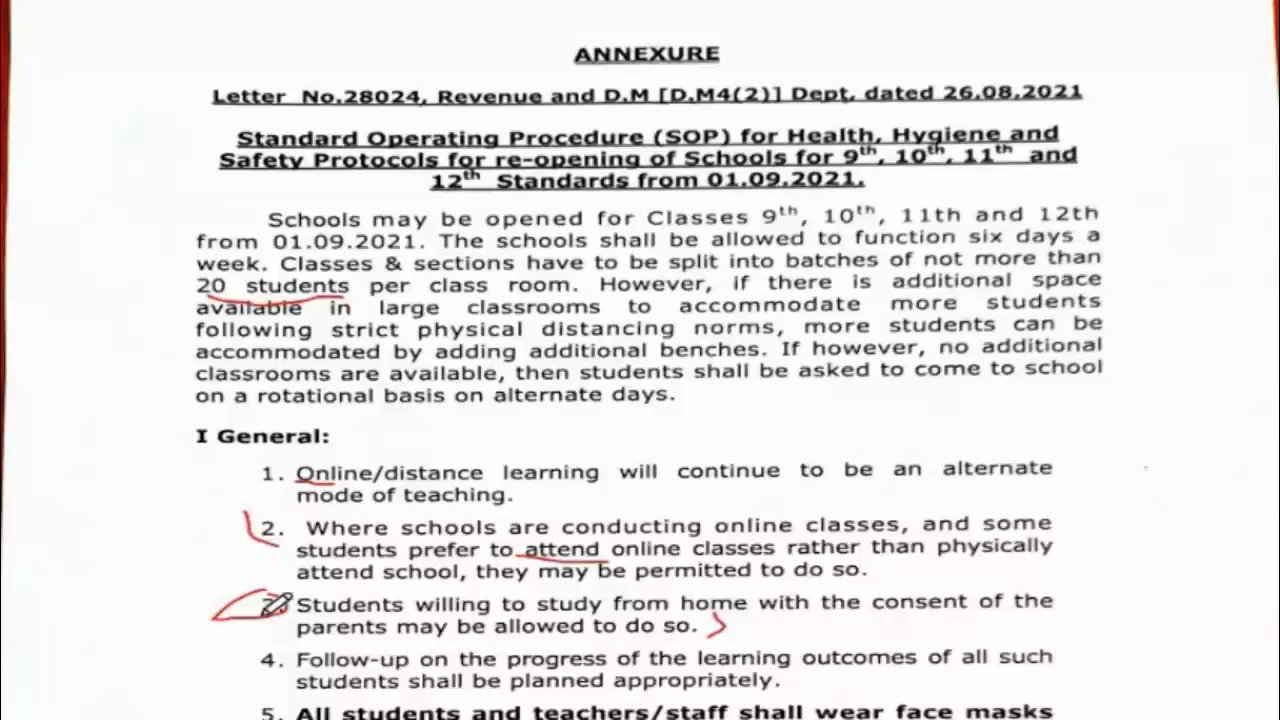 ANNEXURE
Letter No.28024, Revenue and D.M [D.M4(2)] Dept, dated 26.08.2021
Standard Operating Procedure (SOP) for Health, Hygiene and
Safety Protocols for re-opening of Schools for 9th, 10th, 11th and
12th Standards from 01.09.2021.
Schools may be opened for Classes 9th, 10th, 11th and 12th
from 01.09.2021. The schools shall be allowed to function six days a
week. Classes & sections have to be split into batches of not more than
20 students per class room. However, if there is additional space
available in large classrooms to accommodate more students
following strict physical distancing norms, more students can be
accommodated by adding additional benches. If however, no additional
classrooms are available, then students shall be asked to come to school
on a rotational basis on alternate days.
I General:
1. Online/distance learning will continue to be an alternate
mode of teaching.
2. Where schools are conducting online classes, and some
students prefer to attend online classes rather than physically
attend school, they may be permitted to do so.
Students willing to study from home with the consent of the
parents may be allowed to do so.
4. Follow-up on the progress of the learning outcomes of all such
students shall be planned appropriately.
5. All students and teachers/staff shall wear face masks